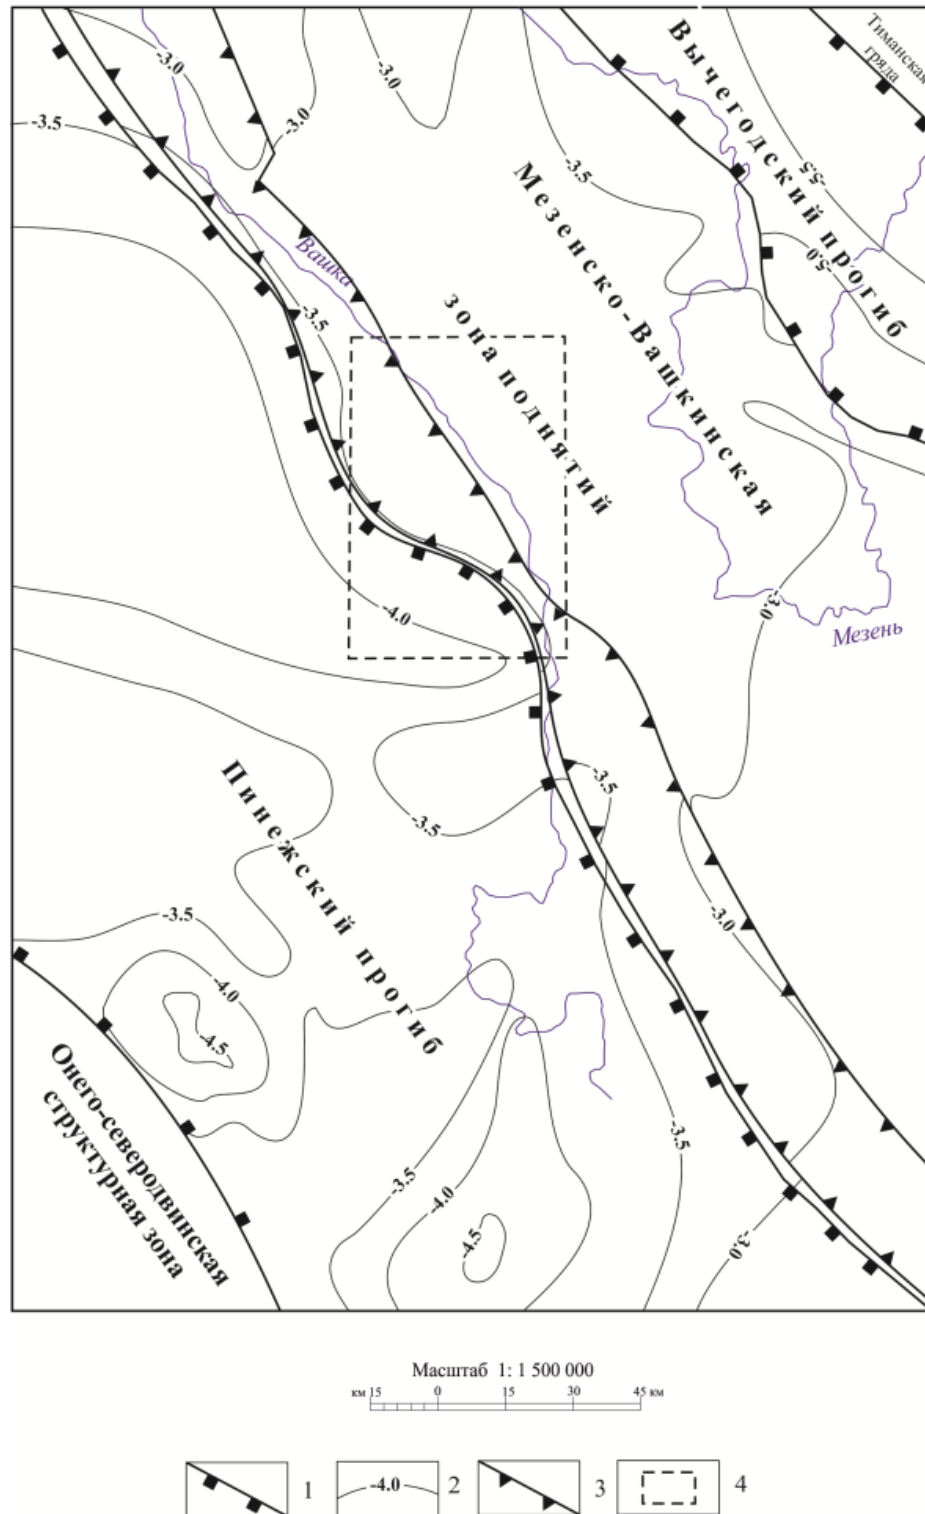 Тиманская
гряда
Вычегодский прогиб
-3.0
-3.0
-3.0
-3.5
-3.5
-5.5
Мезенско-Вашкинская
зона поднятий
Вашка
-5.0
-3.5
-4.0
-3.0
Мезень
Пинежский прогиб
-3.5
-3.5
-3.5
-3.0
-4.0
-4.5
Онего-северодвинская
структурная зона
-3.5
-3.5
-4.0
-4.5
-3.0
Масштаб 1: 1 500 000
км 15 0 15 30 45 км
1 -4.0 2 3 4